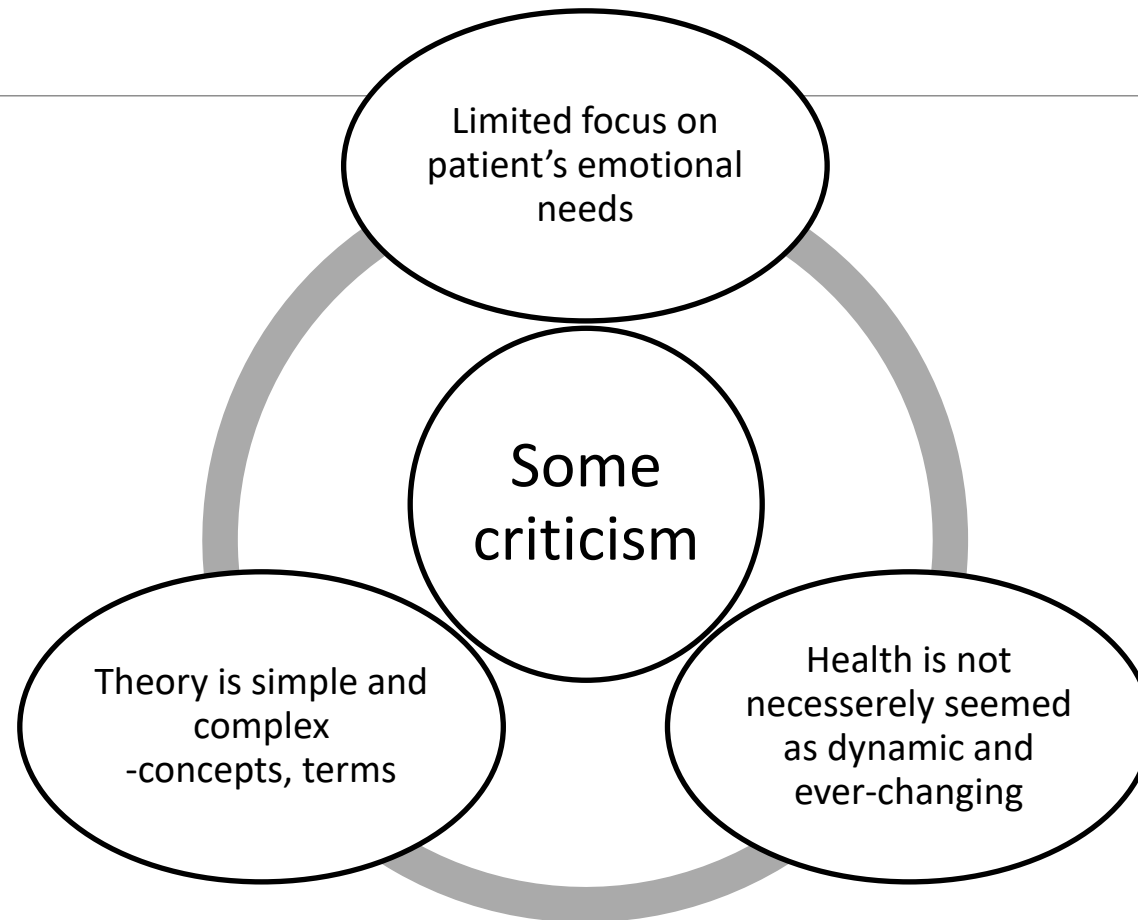 Limited focus on
patient’s emotional
needs
Some
criticism
Theory is simple and
complex
-concepts, terms
Health is not
necesserely seemed
as dynamic and
ever-changing